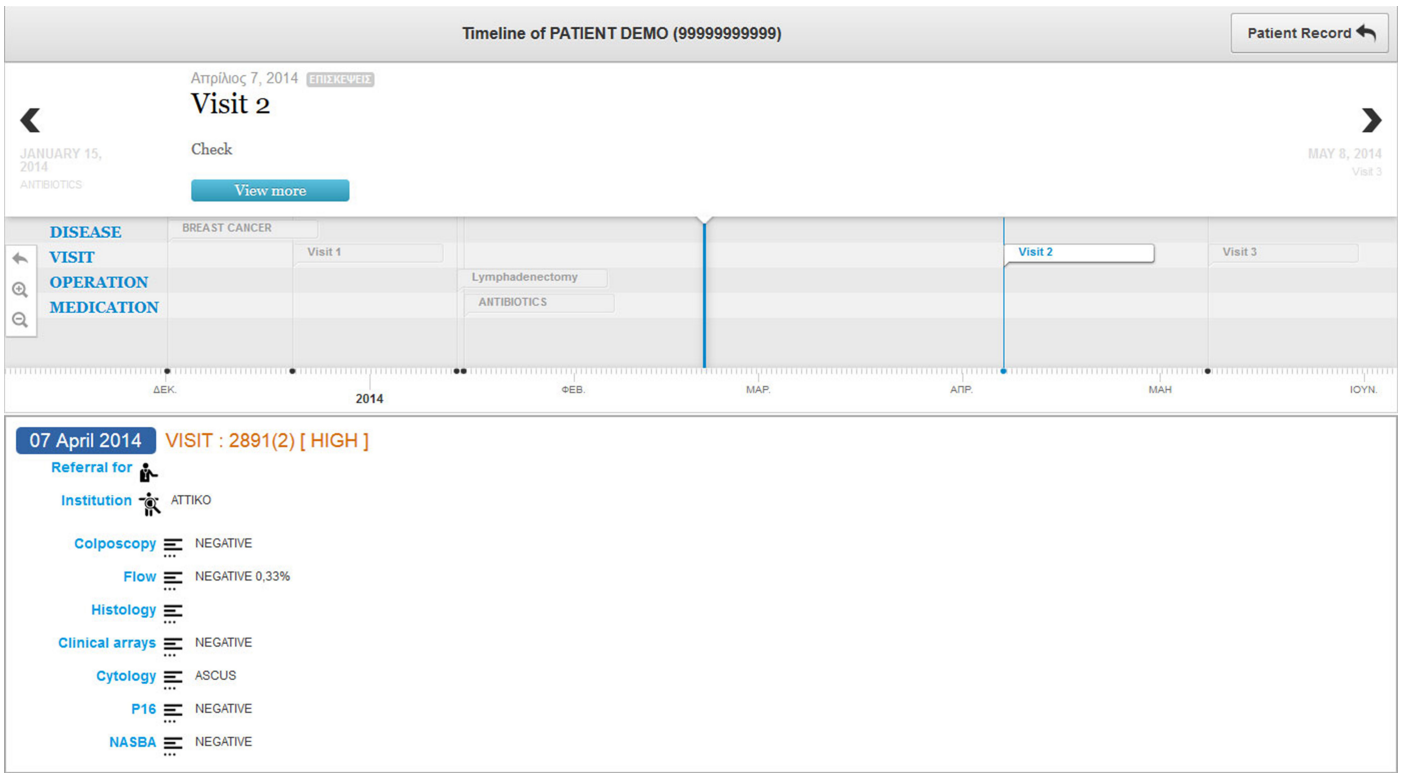 Timeline of PATIENT DEMO (99999999999)
Patient Record
Απρίλιος 7, 2014 ΕΠΙΣΚΕΨΕΙΣ
Visit 2
Check
View more
JANUARY 15,
2014
ANTIBIOTICS
MAY 8, 2014
Visit 3
DISEASE BREAST CANCER
VISIT Visit 1 Visit 2 Visit 3
OPERATION Lymphadenectomy
MEDICATION ANTIBIOTICS
ΔΕΚ. 2014 ΦΕΒ. ΜΑΡ. ΑΠΡ. ΜΑΗ ΙΟΥΝ.
07 April 2014 VISIT : 2891(2) [ HIGH ]
Referral for
Institution ATTIKO
Colposcopy NEGATIVE
Flow NEGATIVE 0,33%
Histology
Clinical arrays NEGATIVE
Cytology ASCUS
P16 NEGATIVE
NASBA NEGATIVE